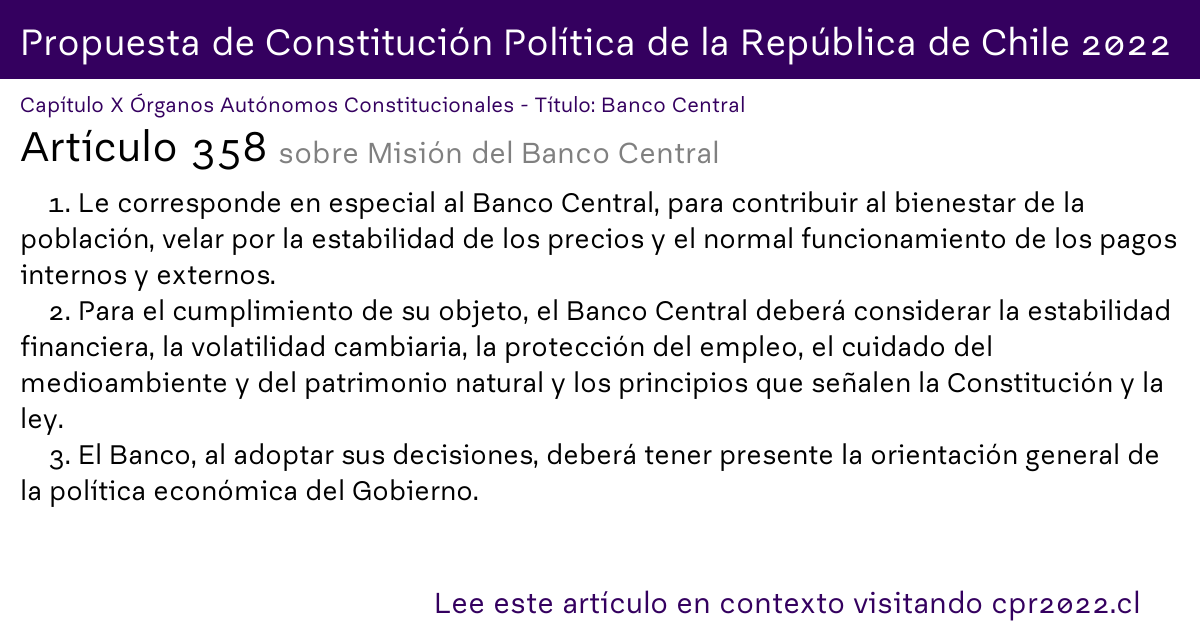 Propuesta de Constitución Política de la República de Chile 2022
Capítulo X Órganos Autónomos Constitucionales - Título: Banco Central
Artículo 358 sobre Misión del Banco Central
1. Le corresponde en especial al Banco Central, para contribuir al bienestar de la
población, velar por la estabilidad de los precios y el normal funcionamiento de los pagos
internos y externos.
2. Para el cumplimiento de su objeto, el Banco Central deberá considerar la estabilidad
financiera, la volatilidad cambiaria, la protección del empleo, el cuidado del
medioambiente y del patrimonio natural y los principios que señalen la Constitución y la
ley.
3. El Banco, al adoptar sus decisiones, deberá tener presente la orientación general de
la política económica del Gobierno.
Lee este artículo en contexto visitando cpr2022.cl